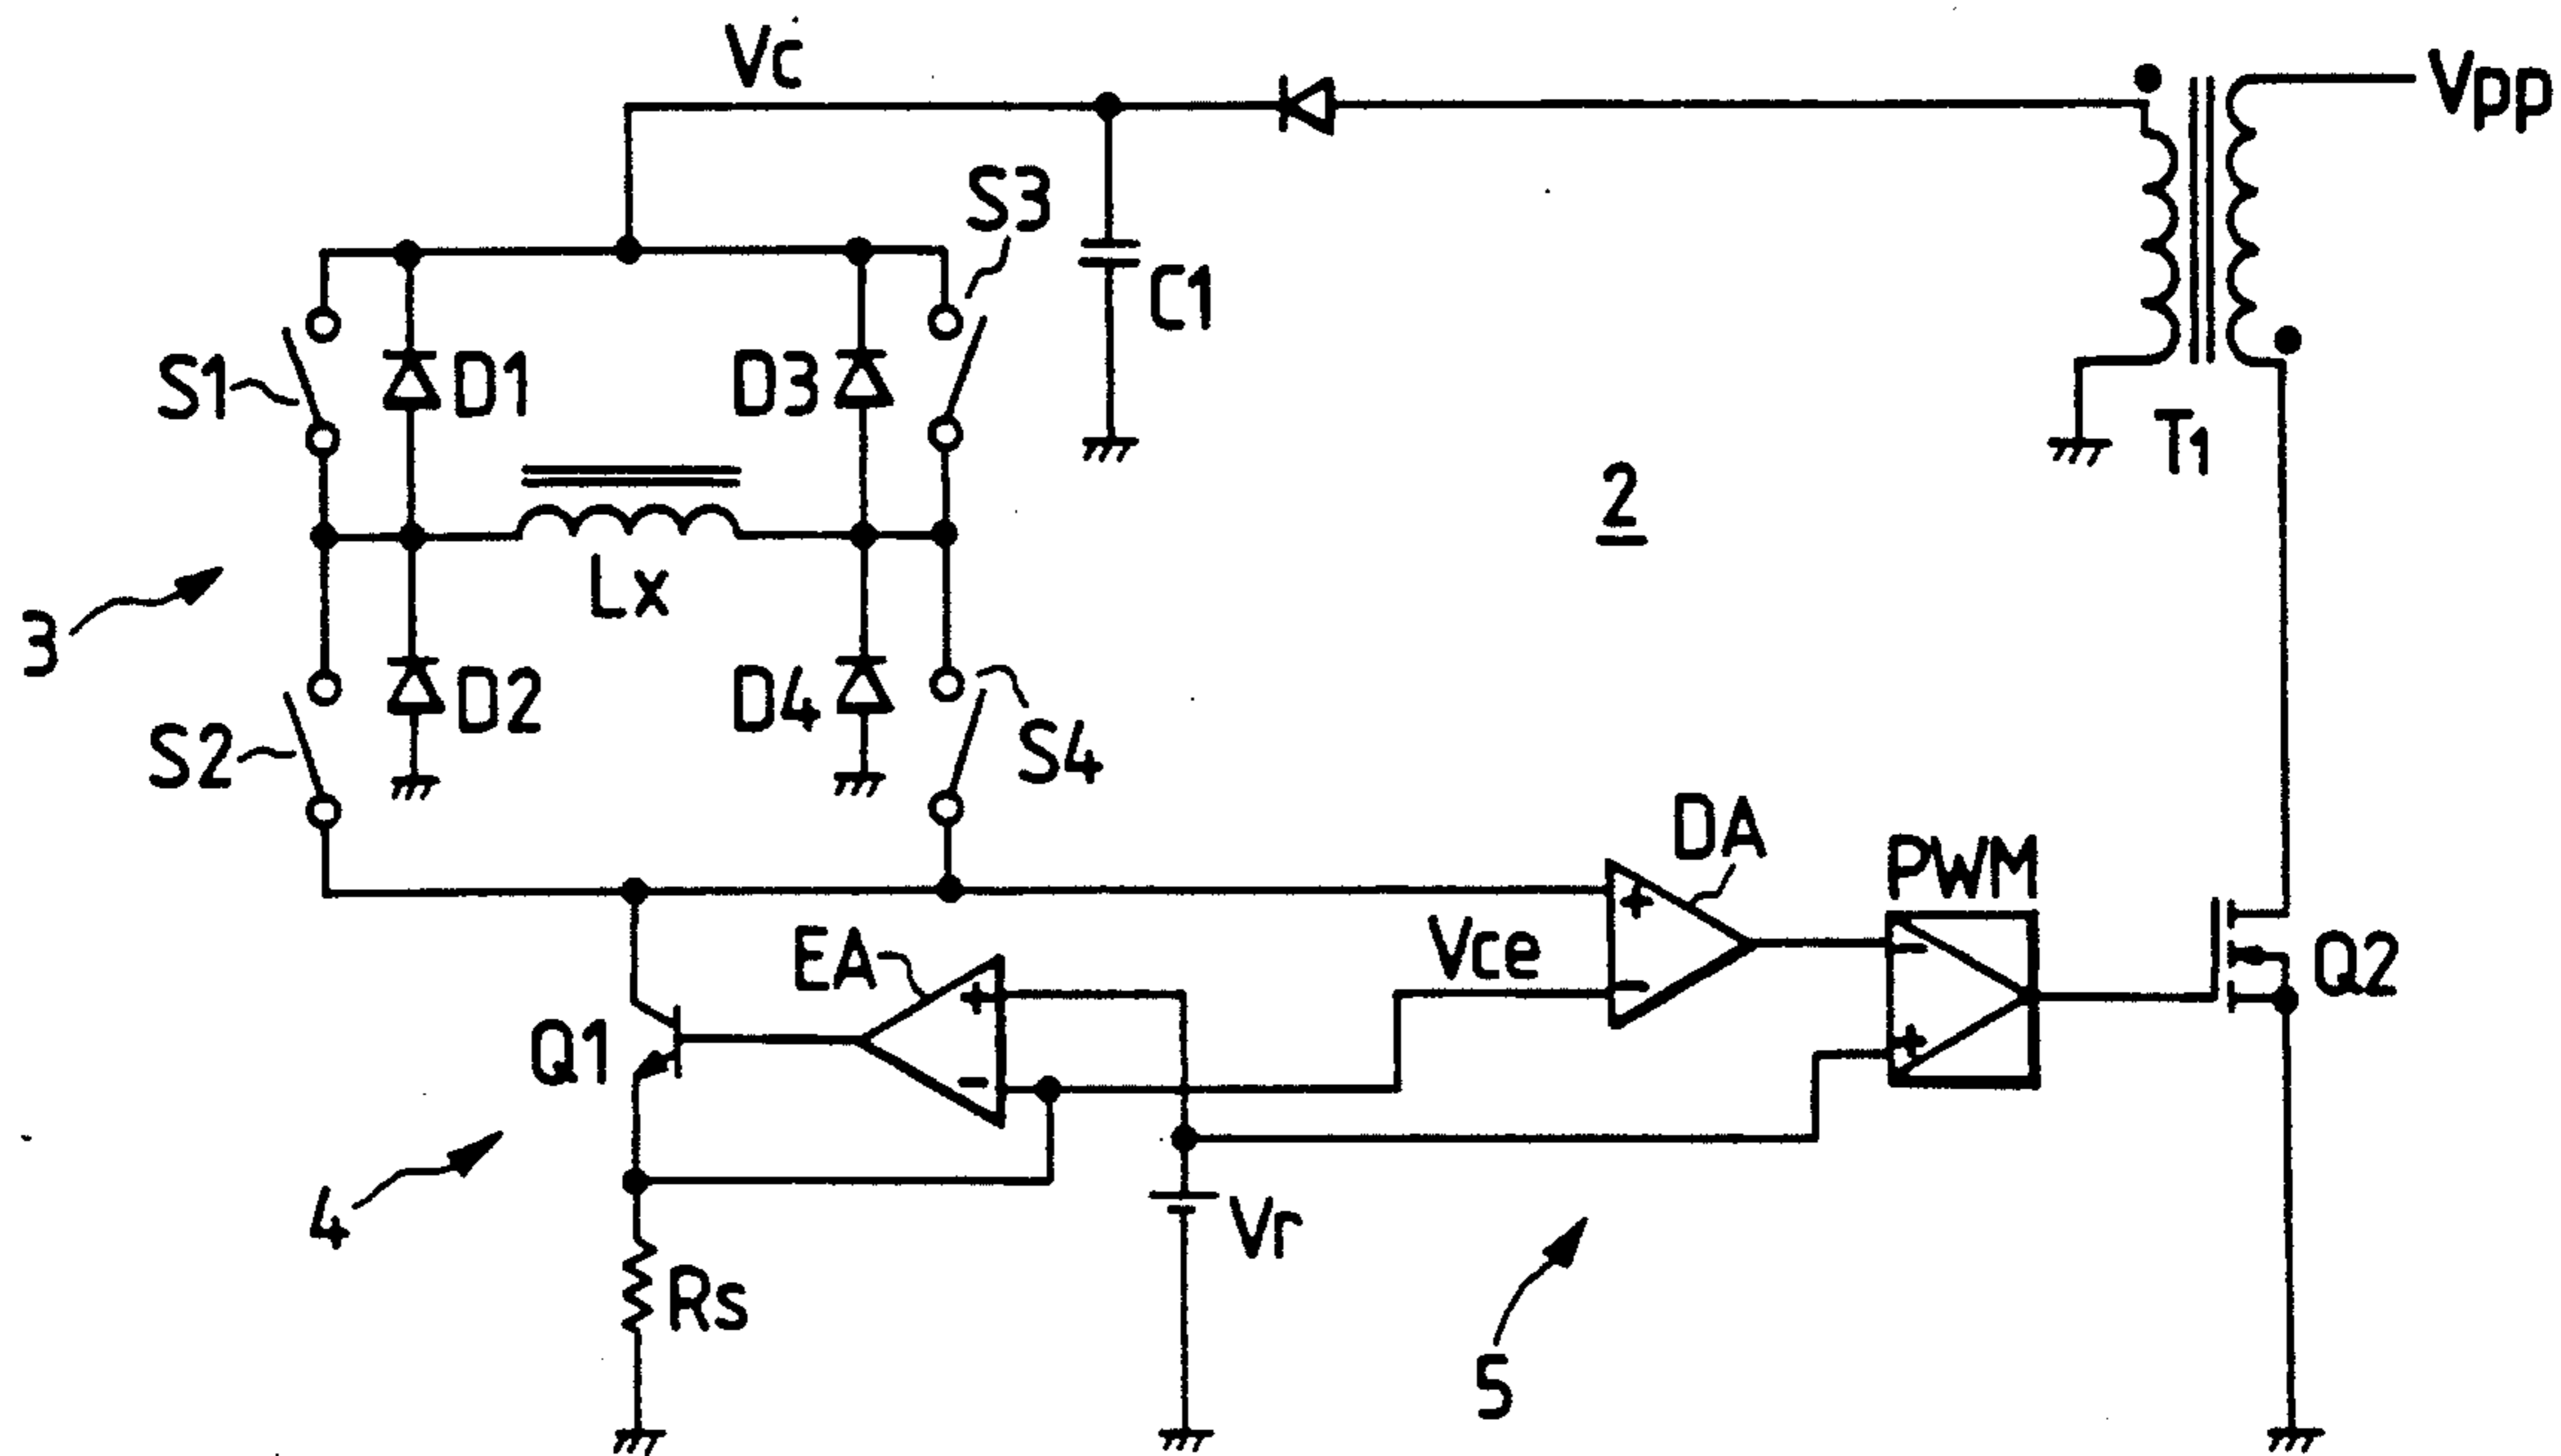 Vc
Vpp
S3
C1
S1
D1
D3
T1
2
Lx
3
D2
D4
S2
S4
DA
PWM
+
EA
Vce
-
Q2
+
-
Q1
+
-
4
Vr
Rs
5